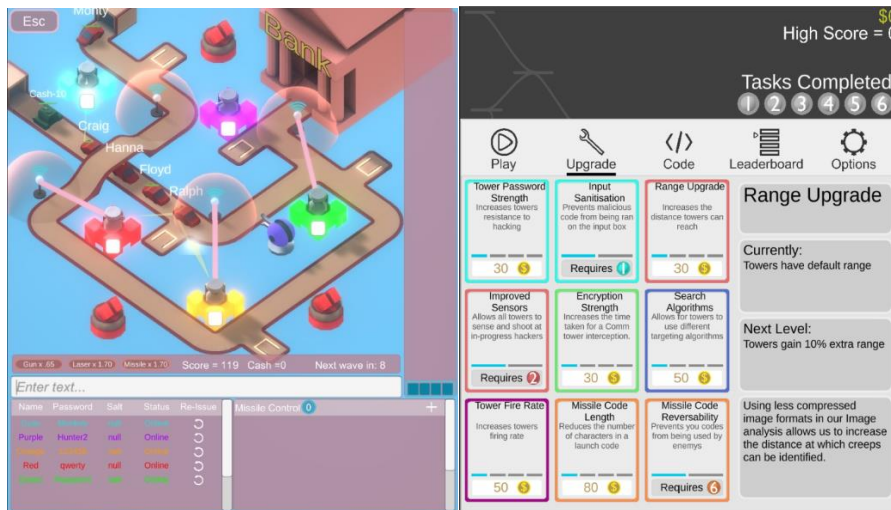 Esc
Monty
Bank
Cash-10
Craig
Hanna
Floyd
Ralph
Gun x .65 Laser x 1.70 Missile x 1.70 Score = 119 Cash =0 Next wave in: 8
Enter text...
Name Password Salt Status Re-Issue
Purple Hunter2 null Online
Red qwerty null Online
Missile Control 0 +
High Score =
Tasks Completed
1 2 3 4 5 6
Play
Upgrade
Code
Leaderboard
Options
Tower Password
Strength
Increases towers
resistance to
hacking
30
Input
Sanitisation
Prevents malicious
code from being ran
on the input box
Requires 1
Range Upgrade
Increases the
distance towers can
reach
30
Improved
Sensors
Allows all towers to
sense and shoot at
in-progress hackers
Requires 2
Encryption
Strength
Increases the time
taken for a Comm
tower interception.
30
Search
Algorithms
Allows for towers to
use different
targeting algorithms
50
Tower Fire Rate
Increases towers
firing rate
50
Missile Code
Length
Reduces the number
of characters in a
launch code
80
Missile Code
Reversability
Prevents you codes
from being used by
enemys
Requires 6
Range Upgrade
Currently:
Towers have default range
Next Level:
Towers gain 10% extra range
Using less compressed
image formats in our Image
analysis allows us to increase
the distance at which creeps
can be identified.